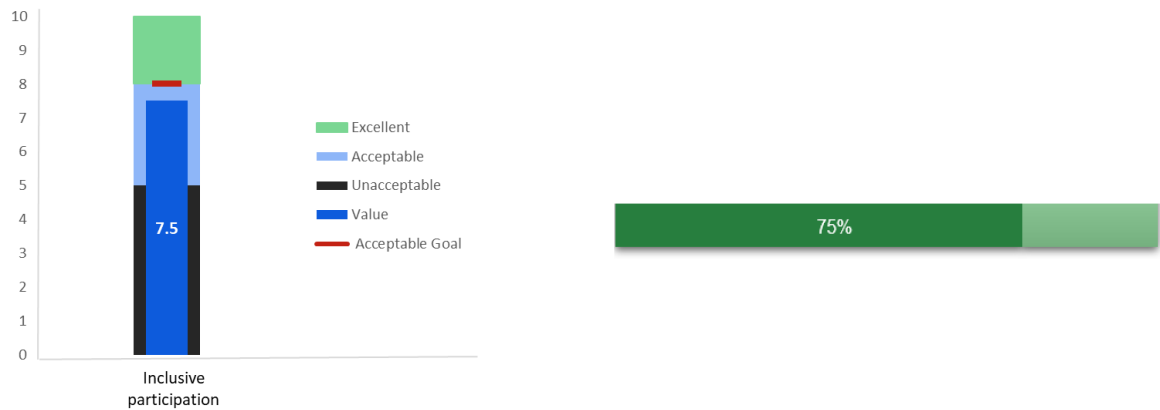 10
9
8
7
6
5
4
3
2
1
0
7.5
Inclusive
participation
Excellent
Acceptable
Unacceptable
Value
Acceptable Goal
75%